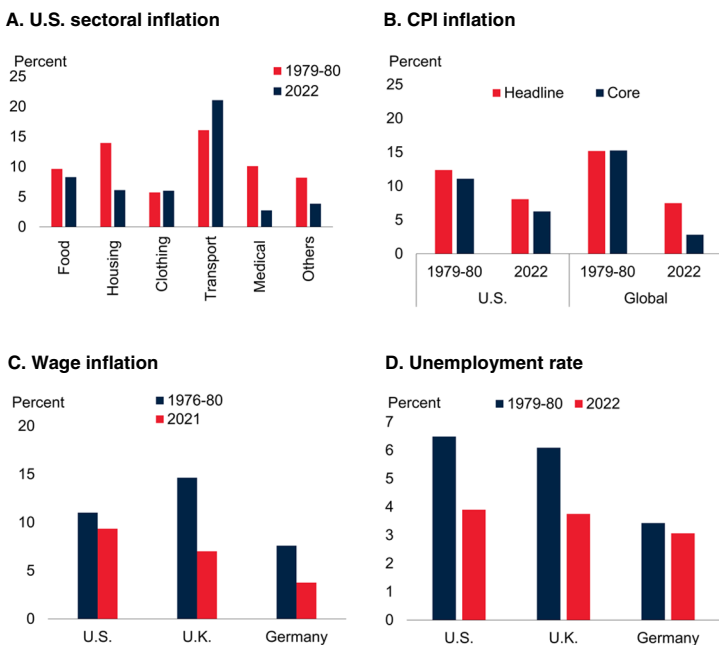 A. U.S. sectoral inflation
Percent
25
20
15
10
5
0
1979-80
2022
Food
Housing
Clothing
Transport
Medical
Others
B. CPI inflation
Percent
25
20
15
10
5
0
Headline
Core
1979-80 2022 1979-80 2022
U.S. Global
C. Wage inflation
Percent
20
15
10
5
0
1976-80
2021
U.S. U.K. Germany
D. Unemployment rate
Percent
7
6
5
4
3
2
1
0
1979-80 2022
U.S. U.K. Germany